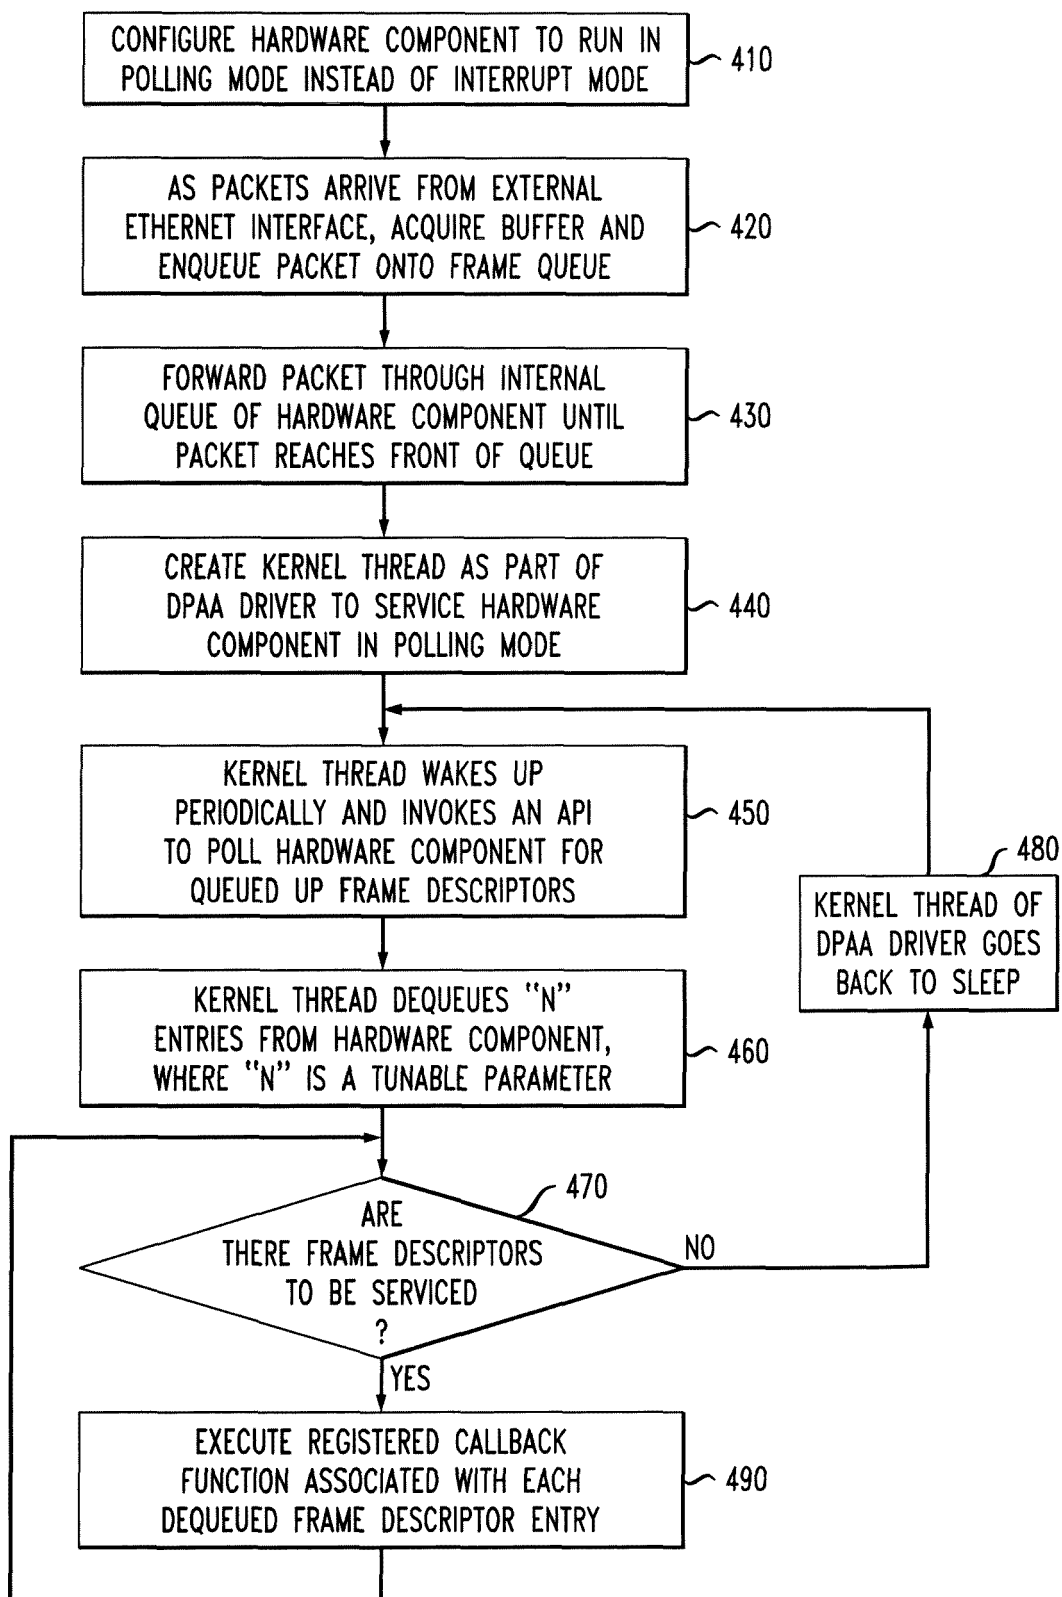 CONFIGURE HARDWARE COMPONENT TO RUN IN
POLLING MODE INSTEAD OF INTERRUPT MODE
410
AS PACKETS ARRIVE FROM EXTERNAL
ETHERNET INTERFACE, ACQUIRE BUFFER AND
ENQUEUE PACKET ONTO FRAME QUEUE
420
FORWARD PACKET THROUGH INTERNAL
QUEUE OF HARDWARE COMPONENT UNTIL
PACKET REACHES FRONT OF QUEUE
430
CREATE KERNEL THREAD AS PART OF
DPAA DRIVER TO SERVICE HARDWARE
COMPONENT IN POLLING MODE
440
KERNEL THREAD WAKES UP
PERIODICALLY AND INVOKES AN API
TO POLL HARDWARE COMPONENT FOR
QUEUED UP FRAME DESCRIPTORS
450
480
KERNEL THREAD OF
DPAA DRIVER GOES
BACK TO SLEEP
KERNEL THREAD DEQUEUES "N"
ENTRIES FROM HARDWARE COMPONENT,
WHERE "N" IS A TUNABLE PARAMETER
460
470
ARE
THERE FRAME DESCRIPTORS
TO BE SERVICED
?
NO
YES
EXECUTE REGISTERED CALLBACK
FUNCTION ASSOCIATED WITH EACH
DEQUEUED FRAME DESCRIPTOR ENTRY
490